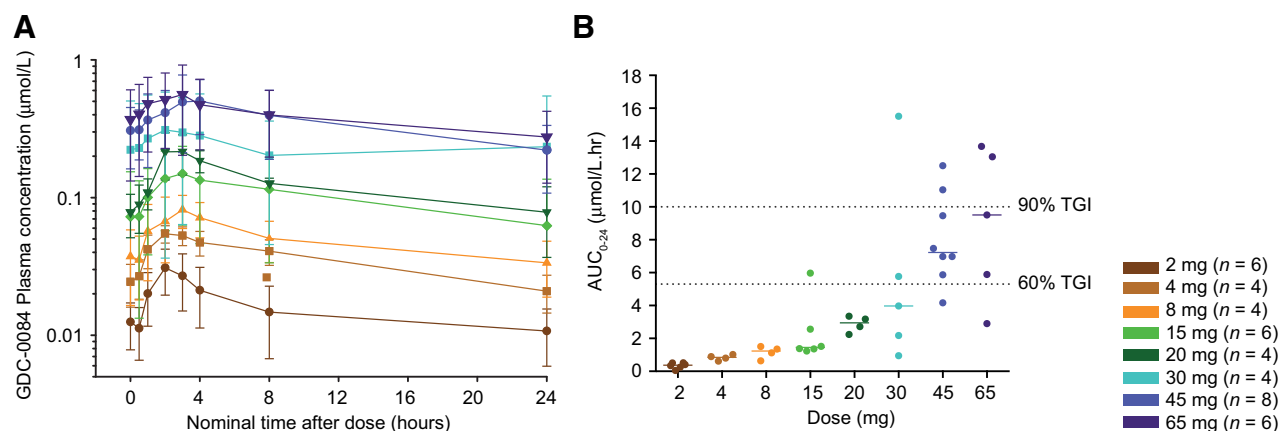 A
GDC-0084 Plasma concentration (µmol/L)
1
0.1
0.01
0 4 8 12 16 20 24
Nominal time after dose (hours)
B
AUC0-24 (µmol/L.hr)
18
16
14
12
10
8
6
4
2
0
90% TGI
60% TGI
2 4 8 15 20 30 45 65
Dose (mg)
2 mg (n = 6)
4 mg (n = 4)
8 mg (n = 4)
15 mg (n = 6)
20 mg (n = 4)
30 mg (n = 4)
45 mg (n = 8)
65 mg (n = 6)